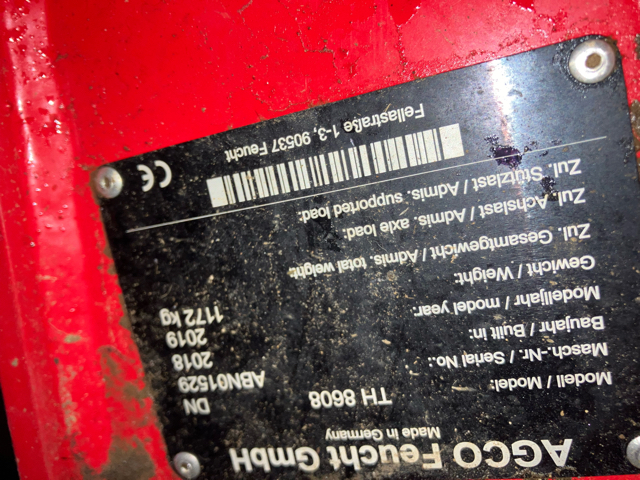 AGCO Feucht GmbH
Made in Germany
Modell / Model: TH 8608
DN
Masch.-Nr. / Serial No.: ABN01529
Baujahr / Built in: 2018
Modelljahr / model year: 2019
Gewicht / Weight: 1172 kg
Zul. Gesamtgewicht / Admis. total weight:
Zul. Achslast / Admis. axle load:
Zul. Stützlast / Admis. supported load:
Fellastraße 1-3, 90537 Feucht
CE